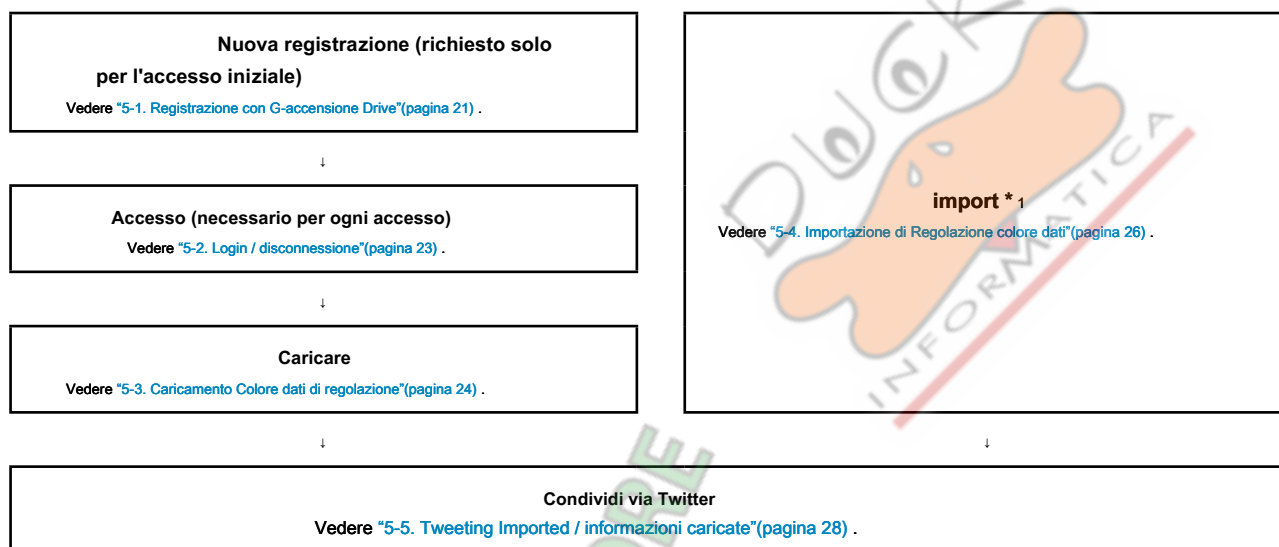 Nuova registrazione (richiesto solo
per l'accesso iniziale)
Vedere “5-1. Registrazione con G-accensione Drive”(pagina 21) .
↓
Accesso (necessario per ogni accesso)
Vedere “5-2. Login / disconnessione”(pagina 23) .
↓
Caricare
Vedere “5-3. Caricamento Colore dati di regolazione”(pagina 24) .
↓
import * 1
Vedere “5-4. Importazione di Regolazione colore dati”(pagina 26) .
↓
Condividi via Twitter
Vedere “5-5. Tweeting Imported / informazioni caricate”(pagina 28) .
DUCK
INFORMATICA
ORE